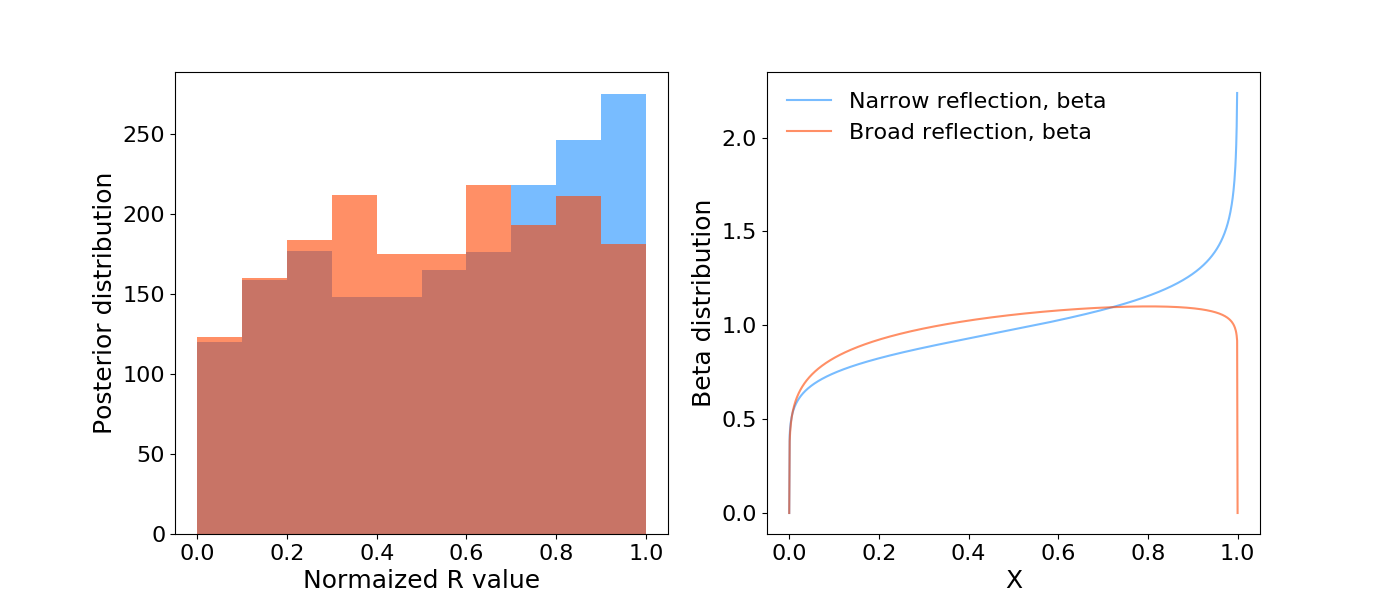 Posterior distribution
250
200
150
100
50
0
0.0 0.2 0.4 0.6 0.8 1.0
Normaized R value
Beta distribution
2.0
1.5
1.0
0.5
0.0
0.0 0.2 0.4 0.6 0.8 1.0
X
Narrow reflection, beta
Broad reflection, beta